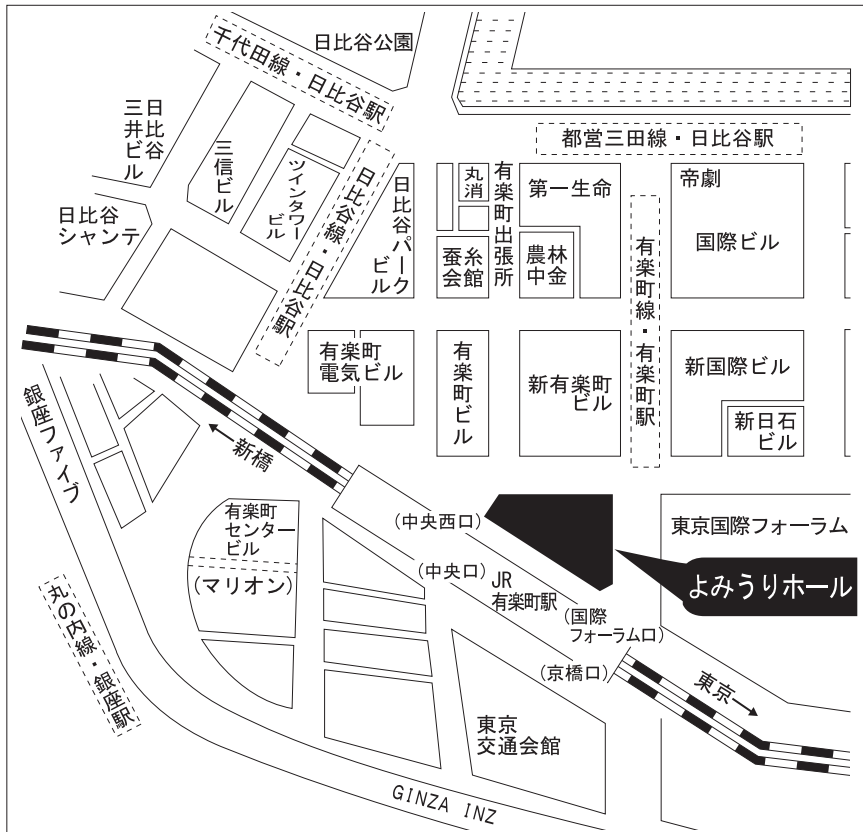 日比谷公園
千代田線・日比谷駅
日比谷
三井ビル
三信ビル
ツインタワー
ビル
日比谷
シャンテ
日比谷線・日比谷駅
日比谷パーク
ビル
丸消
蚕糸
会館
有楽町出張所
都営三田線・日比谷駅
第一生命
農林
中金
帝劇
国際ビル
有楽町線・有楽町駅
有楽町
電気ビル
有楽町ビル
新有楽町
ビル
新国際ビル
新日石
ビル
銀座ファイブ
新橋
有楽町
センター
ビル
(マリオン)
丸の内線・銀座駅
(中央西口)
(中央口)
JR
有楽町駅
(国際
フォーラム口)
(京橋口)
東京国際フォーラム
よみうりホール
東京
東京
交通会館
GINZA INZ